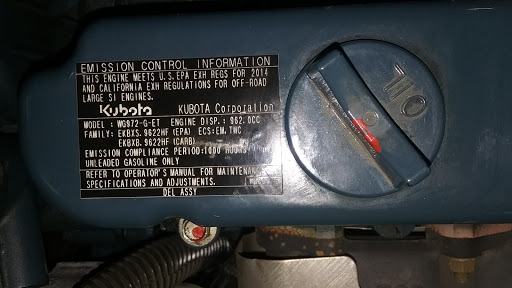 EMISSION CONTROL INFORMATION
THIS ENGINE MEETS U.S.EPA EXH REGS FOR 2014
AND CALIFORNIA EXH REGULATIONS FOR OFF-ROAD
LARGE SI ENGINES.
Kubota KUBOTA Corporation
MODEL: WG972-G-ET ENGINE DISP.: 962.0CC
FAMILY: EKBXS.9622HF (EPA) ECS:EM,TWC
EKBXB.9622HF (CARB)
EMISSION COMPLIANCE PERIOD:1000 HOURS
UNLEADED GASOLINE ONLY
REFER TO OPERATOR'S MANUAL FOR MAINTENANCE
SPECIFICATIONS AND ADJUSTMENTS.
DEL ASSY
OIL